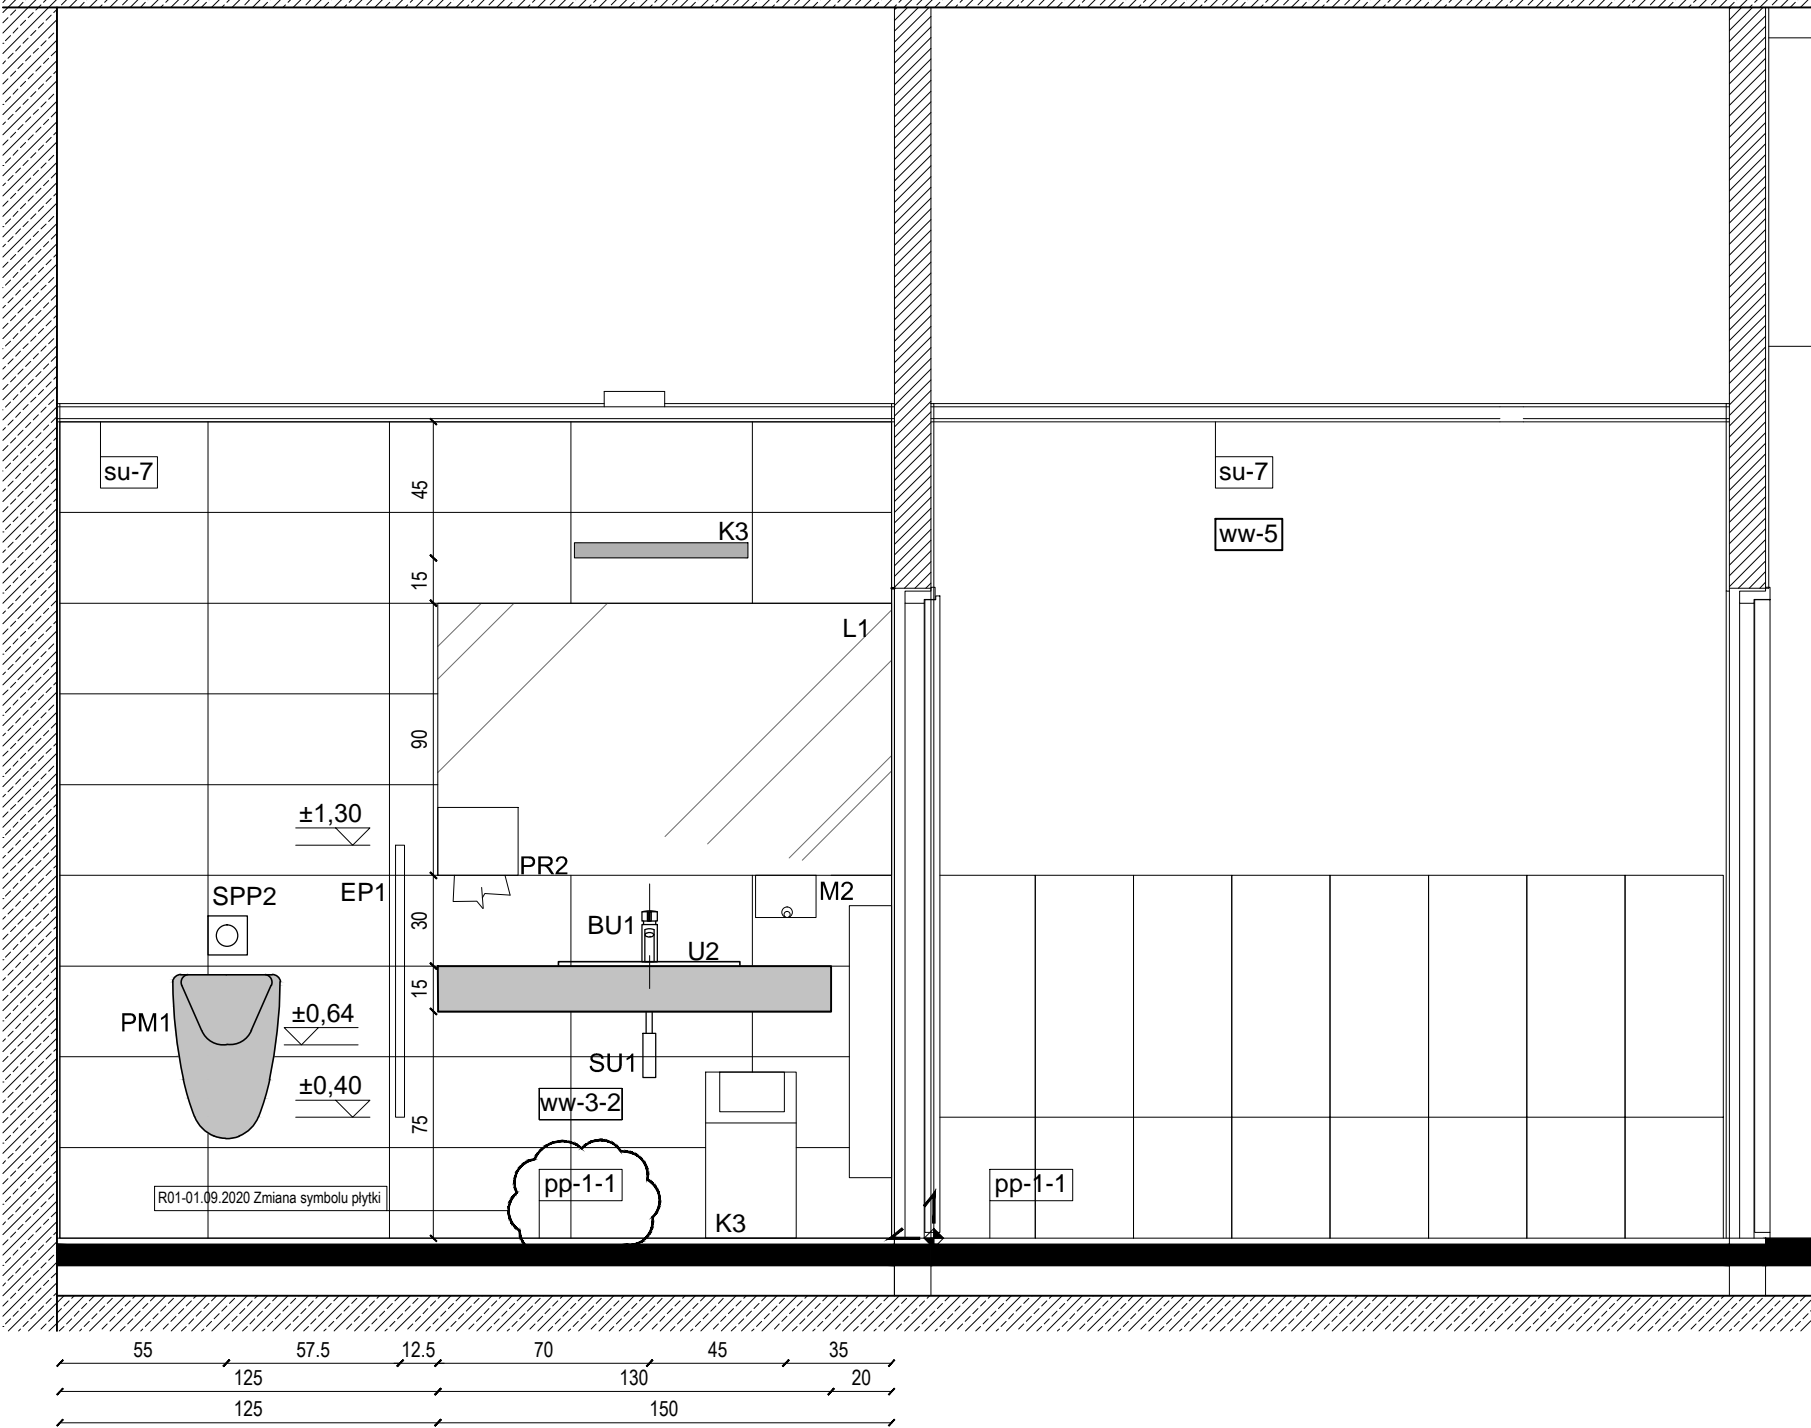 su-7
su-7
45
K3
ww-5
15
L1
90
±1,30
PR2
EP1
M2
SPP2
30
BU1
U2
15
±0,64
PM1
SU1
±0,40
ww-3-2
75
pp-1-1
pp-1-1
R01-01.09.2020 Zmiana symbolu płytki
K3
55 57.5 12.5 70 45 35
125 130 20
125 150